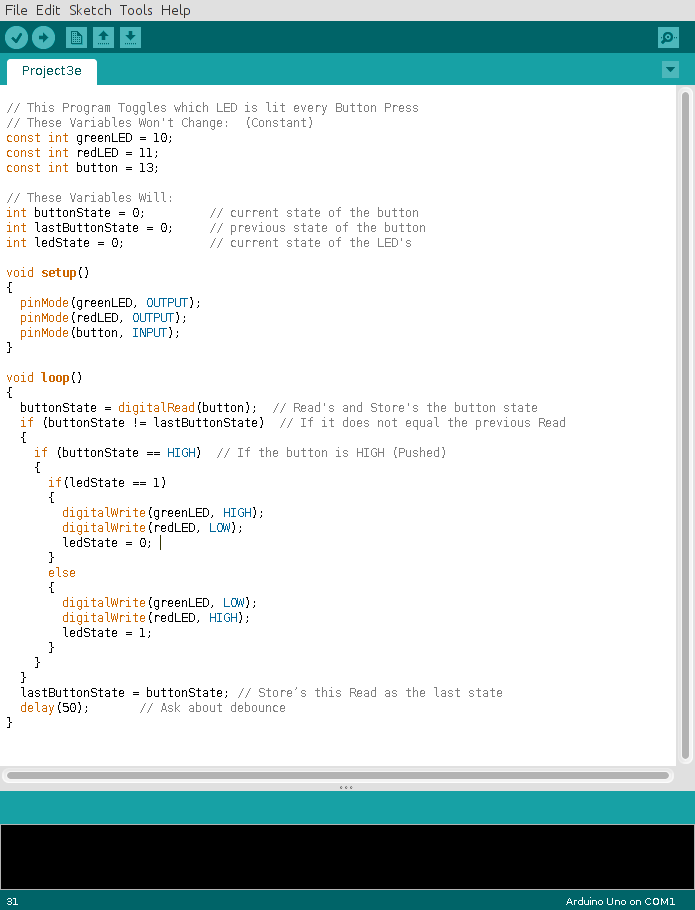 File Edit Sketch Tools Help
Project3e
// This Program Toggles which LED is lit every Button Press
// These Variables Won't Change:  (Constant)
const int greenLED = 10;
const int redLED = 11;
const int button = 13;
// These Variables Will:
int buttonState = 0;         // current state of the button
int lastButtonState = 0;     // previous state of the button
int ledState = 0;            // current state of the LED's
void setup()
{
  pinMode(greenLED, OUTPUT);
  pinMode(redLED, OUTPUT);
  pinMode(button, INPUT);
}
void loop()
{
  buttonState = digitalRead(button);  // Read's and Store's the button state
  if (buttonState != lastButtonState)  // If it does not equal the previous Read
  {
    if (buttonState == HIGH)  // If the button is HIGH (Pushed)
    {
      if(ledState == 1)
      {
        digitalWrite(greenLED, HIGH);
        digitalWrite(redLED, LOW);
        ledState = 0;
      }
      else
      {
        digitalWrite(greenLED, LOW);
        digitalWrite(redLED, HIGH);
        ledState = 1;
      }
    }
  }
  lastButtonState = buttonState; // Store's this Read as the last state
  delay(50);       // Ask about debounce
}
31
Arduino Uno on COM1